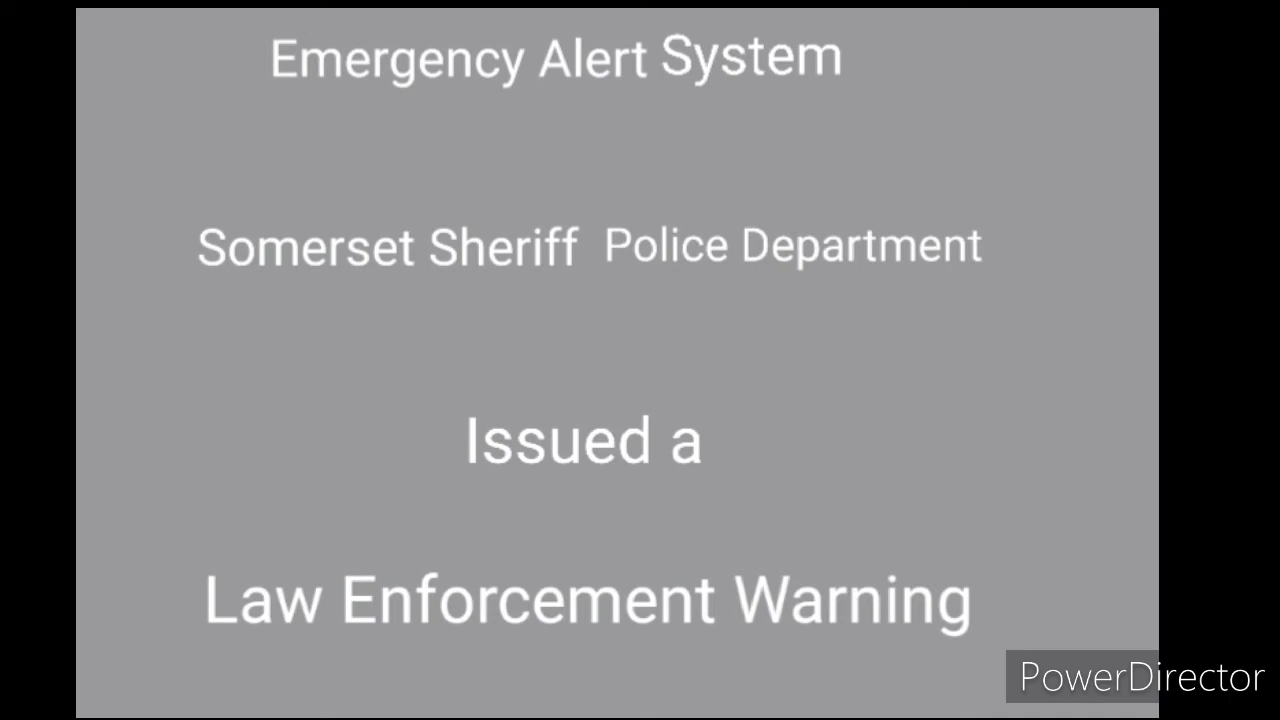 Emergency Alert System
Somerset Sheriff Police Department
Issued a
Law Enforcement Warning
PowerDirector